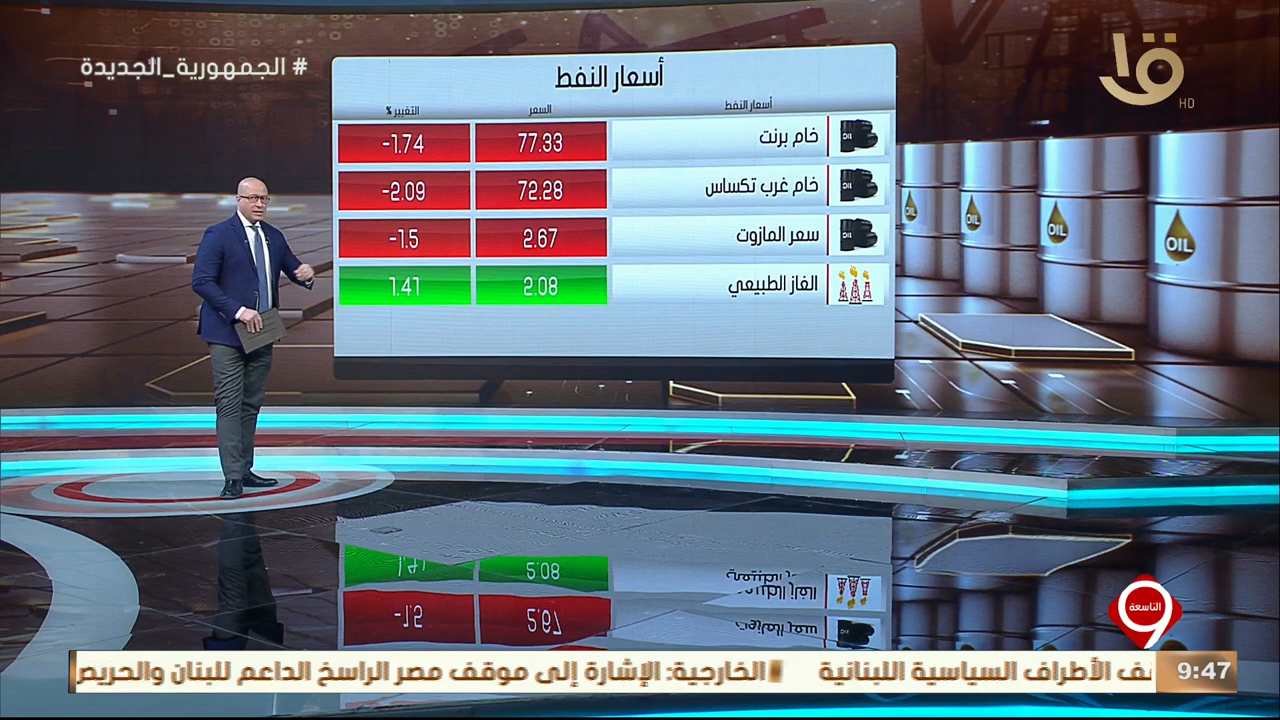 # الجمهورية_الجديدة
HD
أسعار النفط
أسعار النفط السعر التغيير %
خام برنت 77.33 -1.74
خام غرب تكساس 72.28 -2.09
سعر المازوت 2.67 -1.5
الغاز الطبيعي 2.08 1.41
OIL
OIL
OIL
OIL
التاسعة
9
9:47
الأطراف السياسية اللبنانية # الخارجية: الإشارة إلى موقف مصر الراسخ الداعم للبنان والحريص